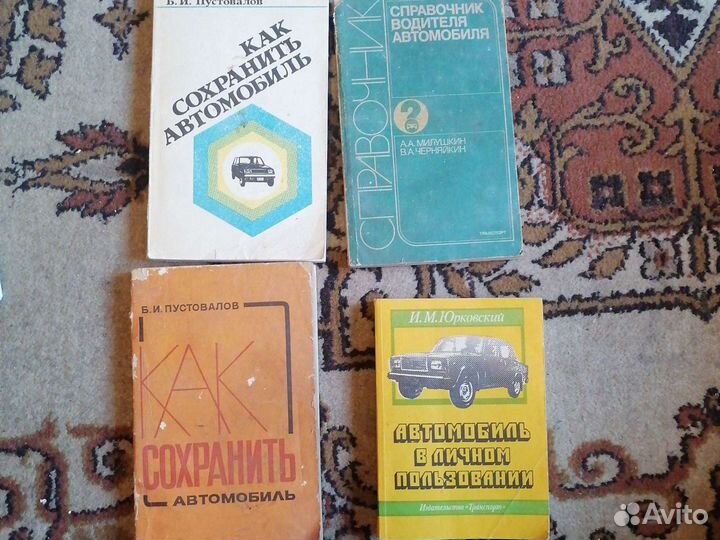 Б. И. Пустовалов
КАК
СОХРАНИТЬ
АВТОМОБИЛЬ
СПРАВОЧНИК
СПРАВОЧНИК
ВОДИТЕЛЯ
АВТОМОБИЛЯ
А.А.МИЛУШКИН
В.А.ЧЕРНЯЙКИН
ТРАНСПОРТ
Б.И. ПУСТОВАЛОВ
КАК
СОХРАНИТЬ
АВТОМОБИЛЬ
И. М. Юрковский
АВТОМОБИЛЬ
В ЛИЧНОМ
ПОЛЬЗОВАНИИ
Издательство «Транспорт»
Avito